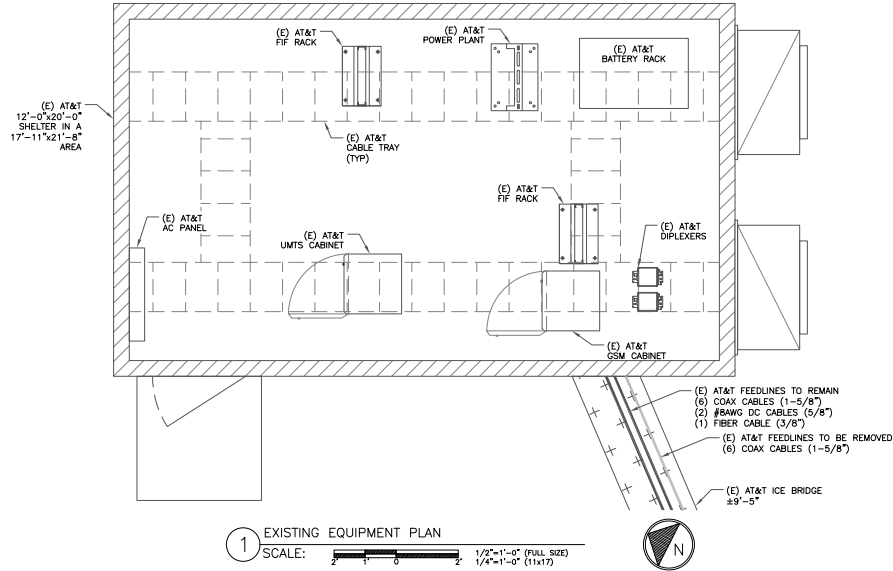 (E) AT&T
FIF RACK
(E) AT&T
POWER PLANT
(E) AT&T
BATTERY RACK
(E) AT&T
12'-0"x20'-0"
SHELTER IN A
17'-11"x21'-8"
AREA
(E) AT&T
CABLE TRAY
(TYP)
(E) AT&T
FIF RACK
(E) AT&T
AC PANEL
(E) AT&T
UMTS CABINET
(E) AT&T
DIPLEXERS
(E) AT&T
GSM CABINET
(E) AT&T FEEDLINES TO REMAIN
(6) COAX CABLES (1-5/8")
(2) #8AWG DC CABLES (5/8")
(1) FIBER CABLE (3/8")
(E) AT&T FEEDLINES TO BE REMOVED
(6) COAX CABLES (1-5/8")
(E) AT&T ICE BRIDGE
±9'-5"
1 EXISTING EQUIPMENT PLAN
SCALE:
2' 1' 0 2'
1/2"=1'-0" (FULL SIZE)
1/4"=1'-0" (11x17)
N